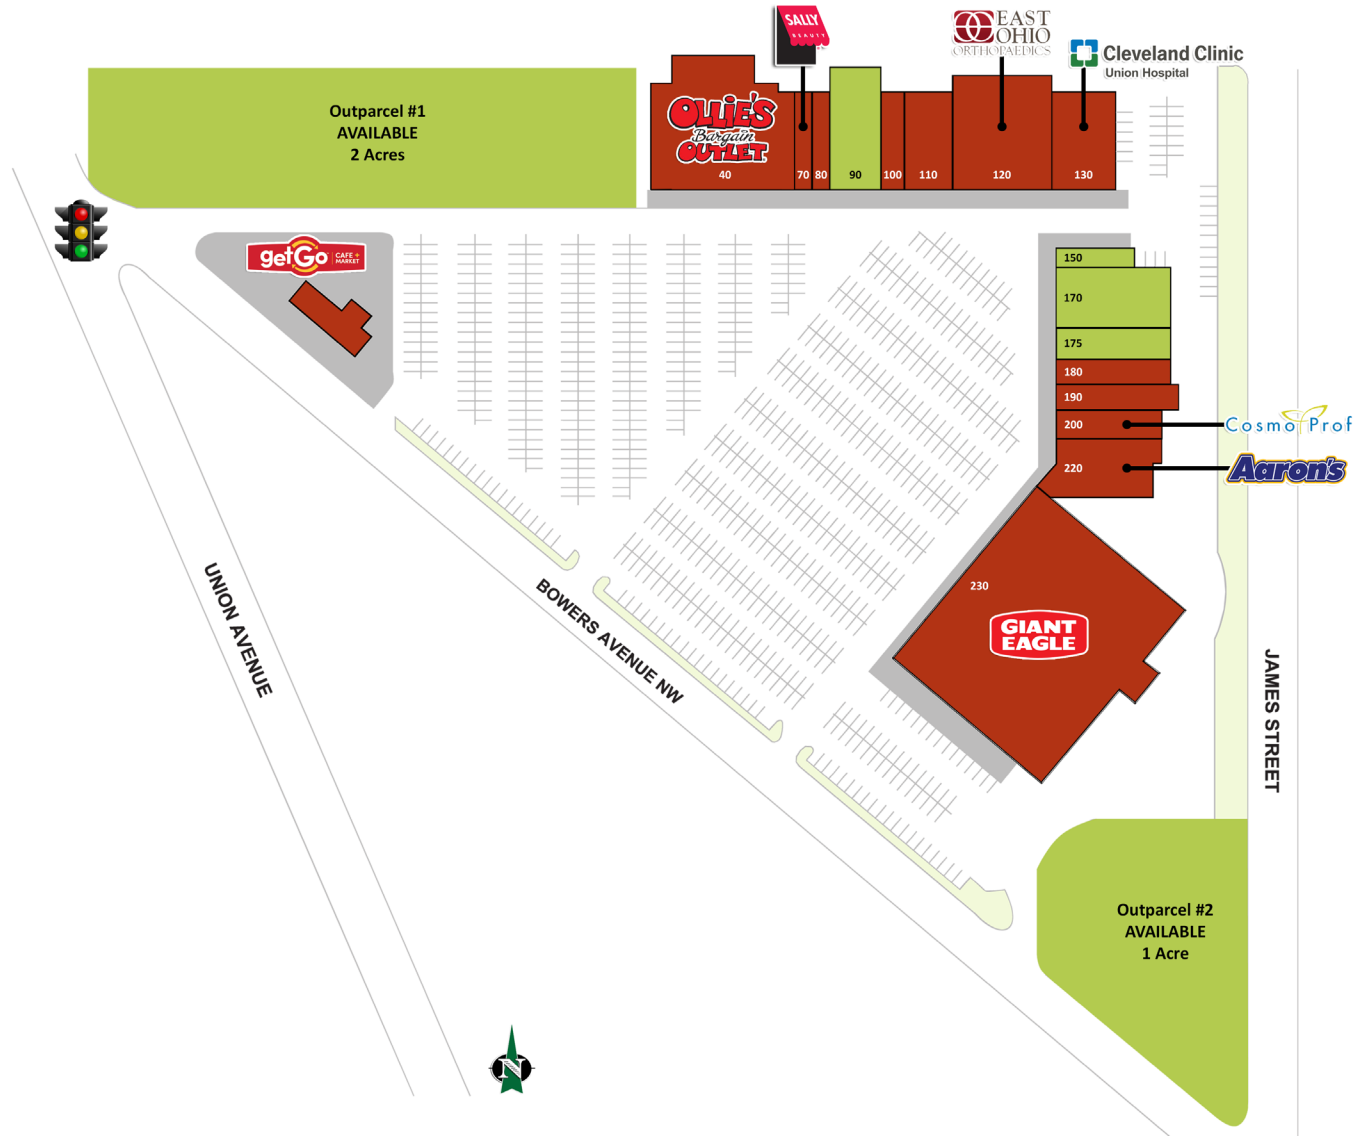 SALLY
BEAUTY
EAST
OHIO
ORTHOPAEDICS
Cleveland Clinic
Union Hospital
Outparcel #1
AVAILABLE
2 Acres
OLLIE'S
Bargain
OUTLET
40
70
80
90
100
110
120
130
getGo
CAFE +
MARKET
150
170
175
180
190
200
CosmoProf
220
Aaron's
230
GIANT
EAGLE
UNION AVENUE
BOWERS AVENUE NW
JAMES STREET
Outparcel #2
AVAILABLE
1 Acre
N